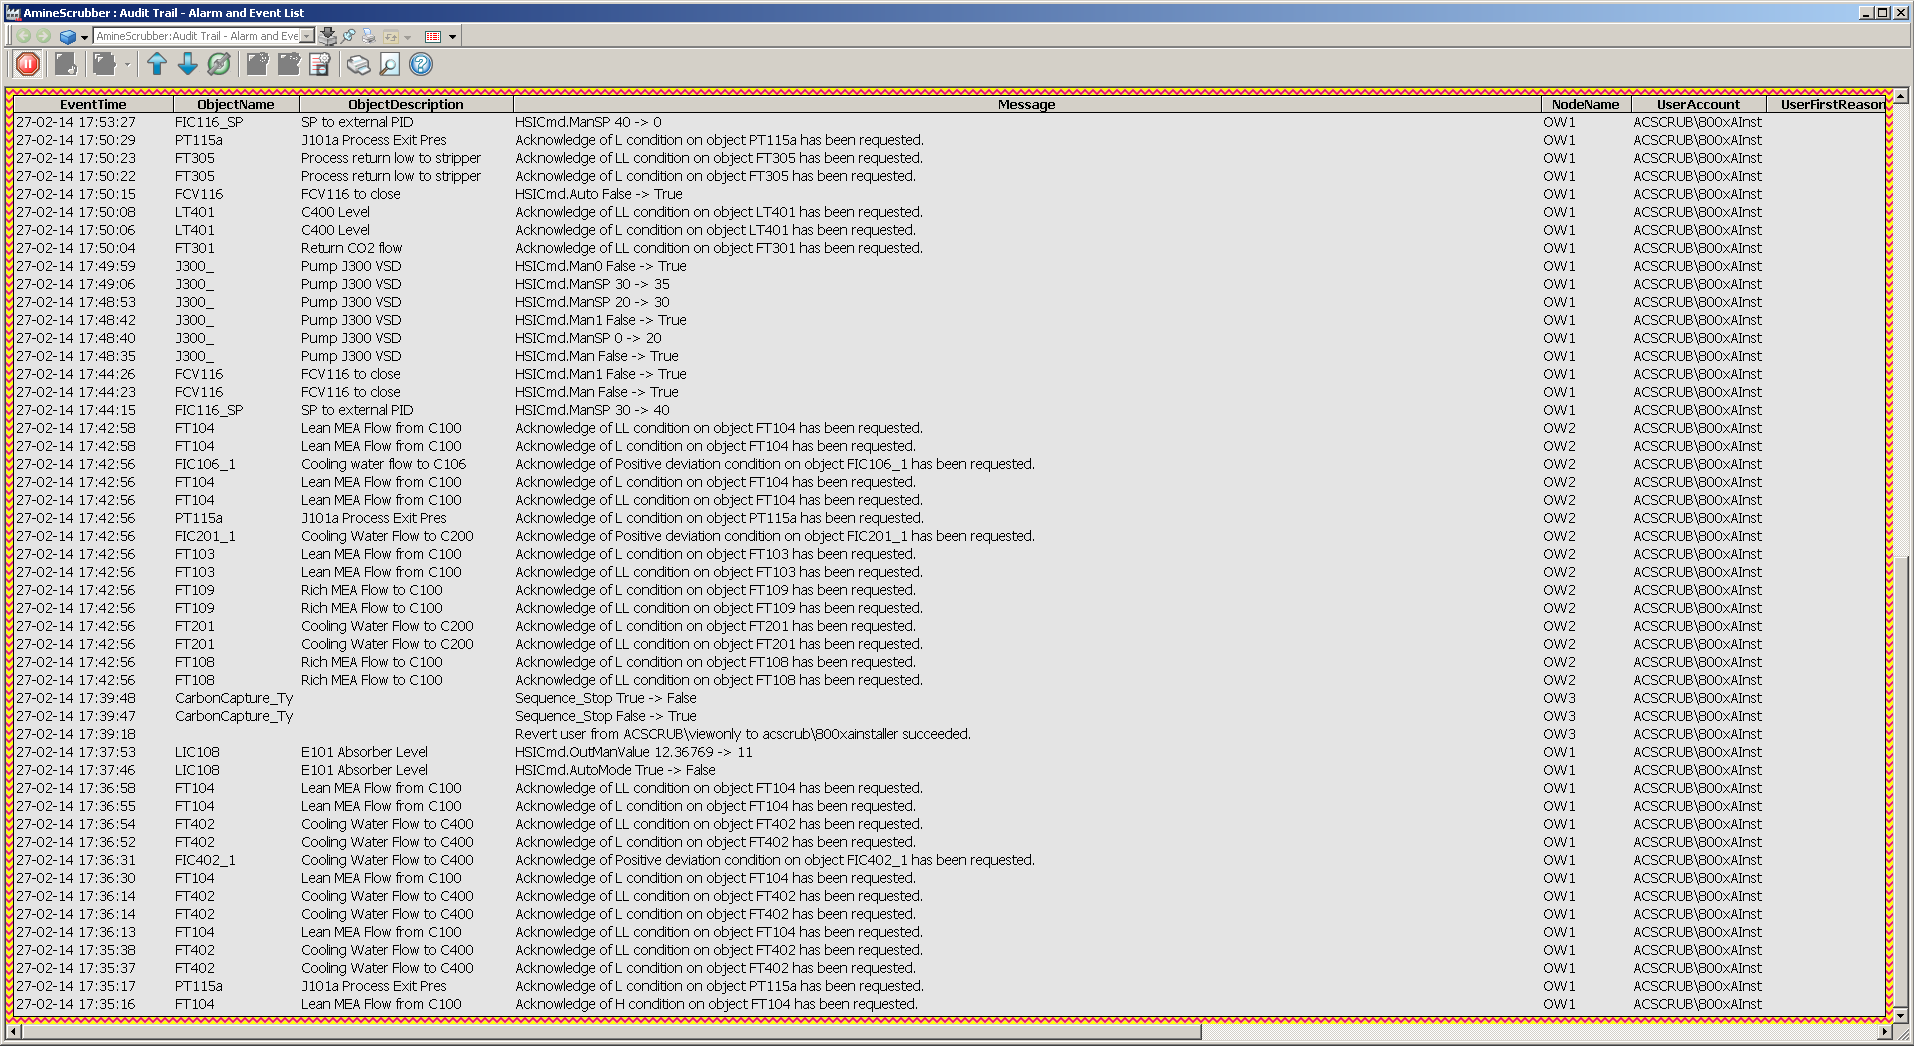 AmineScrubber : Audit Trail - Alarm and Event List
AmineScrubber:Audit Trail - Alarm and Eve
EventTime ObjectName ObjectDescription Message NodeName UserAccount UserFirstReason
27-02-14 17:53:27 FIC116_SP SP to external PID HSICmd.ManSP 40 -> 0 OW1 ACSCRUB\800xAInst
27-02-14 17:50:29 PT115a J101a Process Exit Pres Acknowledge of L condition on object PT115a has been requested. OW1 ACSCRUB\800xAInst
27-02-14 17:50:23 FT305 Process return low to stripper Acknowledge of LL condition on object FT305 has been requested. OW1 ACSCRUB\800xAInst
27-02-14 17:50:22 FT305 Process return low to stripper Acknowledge of L condition on object FT305 has been requested. OW1 ACSCRUB\800xAInst
27-02-14 17:50:15 FCV116 FCV116 to close HSICmd.Auto False -> True OW1 ACSCRUB\800xAInst
27-02-14 17:50:08 LT401 C400 Level Acknowledge of LL condition on object LT401 has been requested. OW1 ACSCRUB\800xAInst
27-02-14 17:50:06 LT401 C400 Level Acknowledge of L condition on object LT401 has been requested. OW1 ACSCRUB\800xAInst
27-02-14 17:50:04 FT301 Return CO2 flow Acknowledge of LL condition on object FT301 has been requested. OW1 ACSCRUB\800xAInst
27-02-14 17:49:59 J300_ Pump J300 VSD HSICmd.Man0 False -> True OW1 ACSCRUB\800xAInst
27-02-14 17:49:06 J300_ Pump J300 VSD HSICmd.ManSP 30 -> 35 OW1 ACSCRUB\800xAInst
27-02-14 17:48:53 J300_ Pump J300 VSD HSICmd.ManSP 20 -> 30 OW1 ACSCRUB\800xAInst
27-02-14 17:48:42 J300_ Pump J300 VSD HSICmd.Man1 False -> True OW1 ACSCRUB\800xAInst
27-02-14 17:48:40 J300_ Pump J300 VSD HSICmd.ManSP 0 -> 20 OW1 ACSCRUB\800xAInst
27-02-14 17:48:35 J300_ Pump J300 VSD HSICmd.Man False -> True OW1 ACSCRUB\800xAInst
27-02-14 17:44:26 FCV116 FCV116 to close HSICmd.Man1 False -> True OW1 ACSCRUB\800xAInst
27-02-14 17:44:23 FCV116 FCV116 to close HSICmd.Man False -> True OW1 ACSCRUB\800xAInst
27-02-14 17:44:15 FIC116_SP SP to external PID HSICmd.ManSP 30 -> 40 OW1 ACSCRUB\800xAInst
27-02-14 17:42:58 FT104 Lean MEA Flow from C100 Acknowledge of LL condition on object FT104 has been requested. OW2 ACSCRUB\800xAInst
27-02-14 17:42:58 FT104 Lean MEA Flow from C100 Acknowledge of L condition on object FT104 has been requested. OW2 ACSCRUB\800xAInst
27-02-14 17:42:56 FIC106_1 Cooling water flow to C106 Acknowledge of Positive deviation condition on object FIC106_1 has been requested. OW2 ACSCRUB\800xAInst
27-02-14 17:42:56 FT104 Lean MEA Flow from C100 Acknowledge of L condition on object FT104 has been requested. OW2 ACSCRUB\800xAInst
27-02-14 17:42:56 FT104 Lean MEA Flow from C100 Acknowledge of LL condition on object FT104 has been requested. OW2 ACSCRUB\800xAInst
27-02-14 17:42:56 PT115a J101a Process Exit Pres Acknowledge of L condition on object PT115a has been requested. OW2 ACSCRUB\800xAInst
27-02-14 17:42:56 FIC201_1 Cooling Water Flow to C200 Acknowledge of Positive deviation condition on object FIC201_1 has been requested. OW2 ACSCRUB\800xAInst
27-02-14 17:42:56 FT103 Lean MEA Flow from C100 Acknowledge of L condition on object FT103 has been requested. OW2 ACSCRUB\800xAInst
27-02-14 17:42:56 FT103 Lean MEA Flow from C100 Acknowledge of LL condition on object FT103 has been requested. OW2 ACSCRUB\800xAInst
27-02-14 17:42:56 FT109 Rich MEA Flow to C100 Acknowledge of L condition on object FT109 has been requested. OW2 ACSCRUB\800xAInst
27-02-14 17:42:56 FT109 Rich MEA Flow to C100 Acknowledge of LL condition on object FT109 has been requested. OW2 ACSCRUB\800xAInst
27-02-14 17:42:56 FT201 Cooling Water Flow to C200 Acknowledge of L condition on object FT201 has been requested. OW2 ACSCRUB\800xAInst
27-02-14 17:42:56 FT201 Cooling Water Flow to C200 Acknowledge of LL condition on object FT201 has been requested. OW2 ACSCRUB\800xAInst
27-02-14 17:42:56 FT108 Rich MEA Flow to C100 Acknowledge of L condition on object FT108 has been requested. OW2 ACSCRUB\800xAInst
27-02-14 17:42:56 FT108 Rich MEA Flow to C100 Acknowledge of LL condition on object FT108 has been requested. OW2 ACSCRUB\800xAInst
27-02-14 17:39:48 CarbonCapture_Ty Sequence_Stop True -> False OW3 ACSCRUB\800xAInst
27-02-14 17:39:47 CarbonCapture_Ty Sequence_Stop False -> True OW3 ACSCRUB\800xAInst
27-02-14 17:39:18 Revert user from ACSCRUB\viewonly to acscrub\800xainstaller succeeded. OW3 ACSCRUB\800xAInst
27-02-14 17:37:53 LIC108 E101 Absorber Level HSICmd.OutManValue 12.36769 -> 11 OW1 ACSCRUB\800xAInst
27-02-14 17:37:46 LIC108 E101 Absorber Level HSICmd.AutoMode True -> False OW1 ACSCRUB\800xAInst
27-02-14 17:36:58 FT104 Lean MEA Flow from C100 Acknowledge of LL condition on object FT104 has been requested. OW1 ACSCRUB\800xAInst
27-02-14 17:36:55 FT104 Lean MEA Flow from C100 Acknowledge of L condition on object FT104 has been requested. OW1 ACSCRUB\800xAInst
27-02-14 17:36:54 FT402 Cooling Water Flow to C400 Acknowledge of LL condition on object FT402 has been requested. OW1 ACSCRUB\800xAInst
27-02-14 17:36:52 FT402 Cooling Water Flow to C400 Acknowledge of L condition on object FT402 has been requested. OW1 ACSCRUB\800xAInst
27-02-14 17:36:31 FIC402_1 Cooling Water Flow to C400 Acknowledge of Positive deviation condition on object FIC402_1 has been requested. OW1 ACSCRUB\800xAInst
27-02-14 17:36:30 FT104 Lean MEA Flow from C100 Acknowledge of L condition on object FT104 has been requested. OW1 ACSCRUB\800xAInst
27-02-14 17:36:14 FT402 Cooling Water Flow to C400 Acknowledge of LL condition on object FT402 has been requested. OW1 ACSCRUB\800xAInst
27-02-14 17:36:14 FT402 Cooling Water Flow to C400 Acknowledge of L condition on object FT402 has been requested. OW1 ACSCRUB\800xAInst
27-02-14 17:36:13 FT104 Lean MEA Flow from C100 Acknowledge of LL condition on object FT104 has been requested. OW1 ACSCRUB\800xAInst
27-02-14 17:35:38 FT402 Cooling Water Flow to C400 Acknowledge of LL condition on object FT402 has been requested. OW1 ACSCRUB\800xAInst
27-02-14 17:35:37 FT402 Cooling Water Flow to C400 Acknowledge of L condition on object FT402 has been requested. OW1 ACSCRUB\800xAInst
27-02-14 17:35:17 PT115a J101a Process Exit Pres Acknowledge of L condition on object PT115a has been requested. OW1 ACSCRUB\800xAInst
27-02-14 17:35:16 FT104 Lean MEA Flow from C100 Acknowledge of H condition on object FT104 has been requested. OW1 ACSCRUB\800xAInst